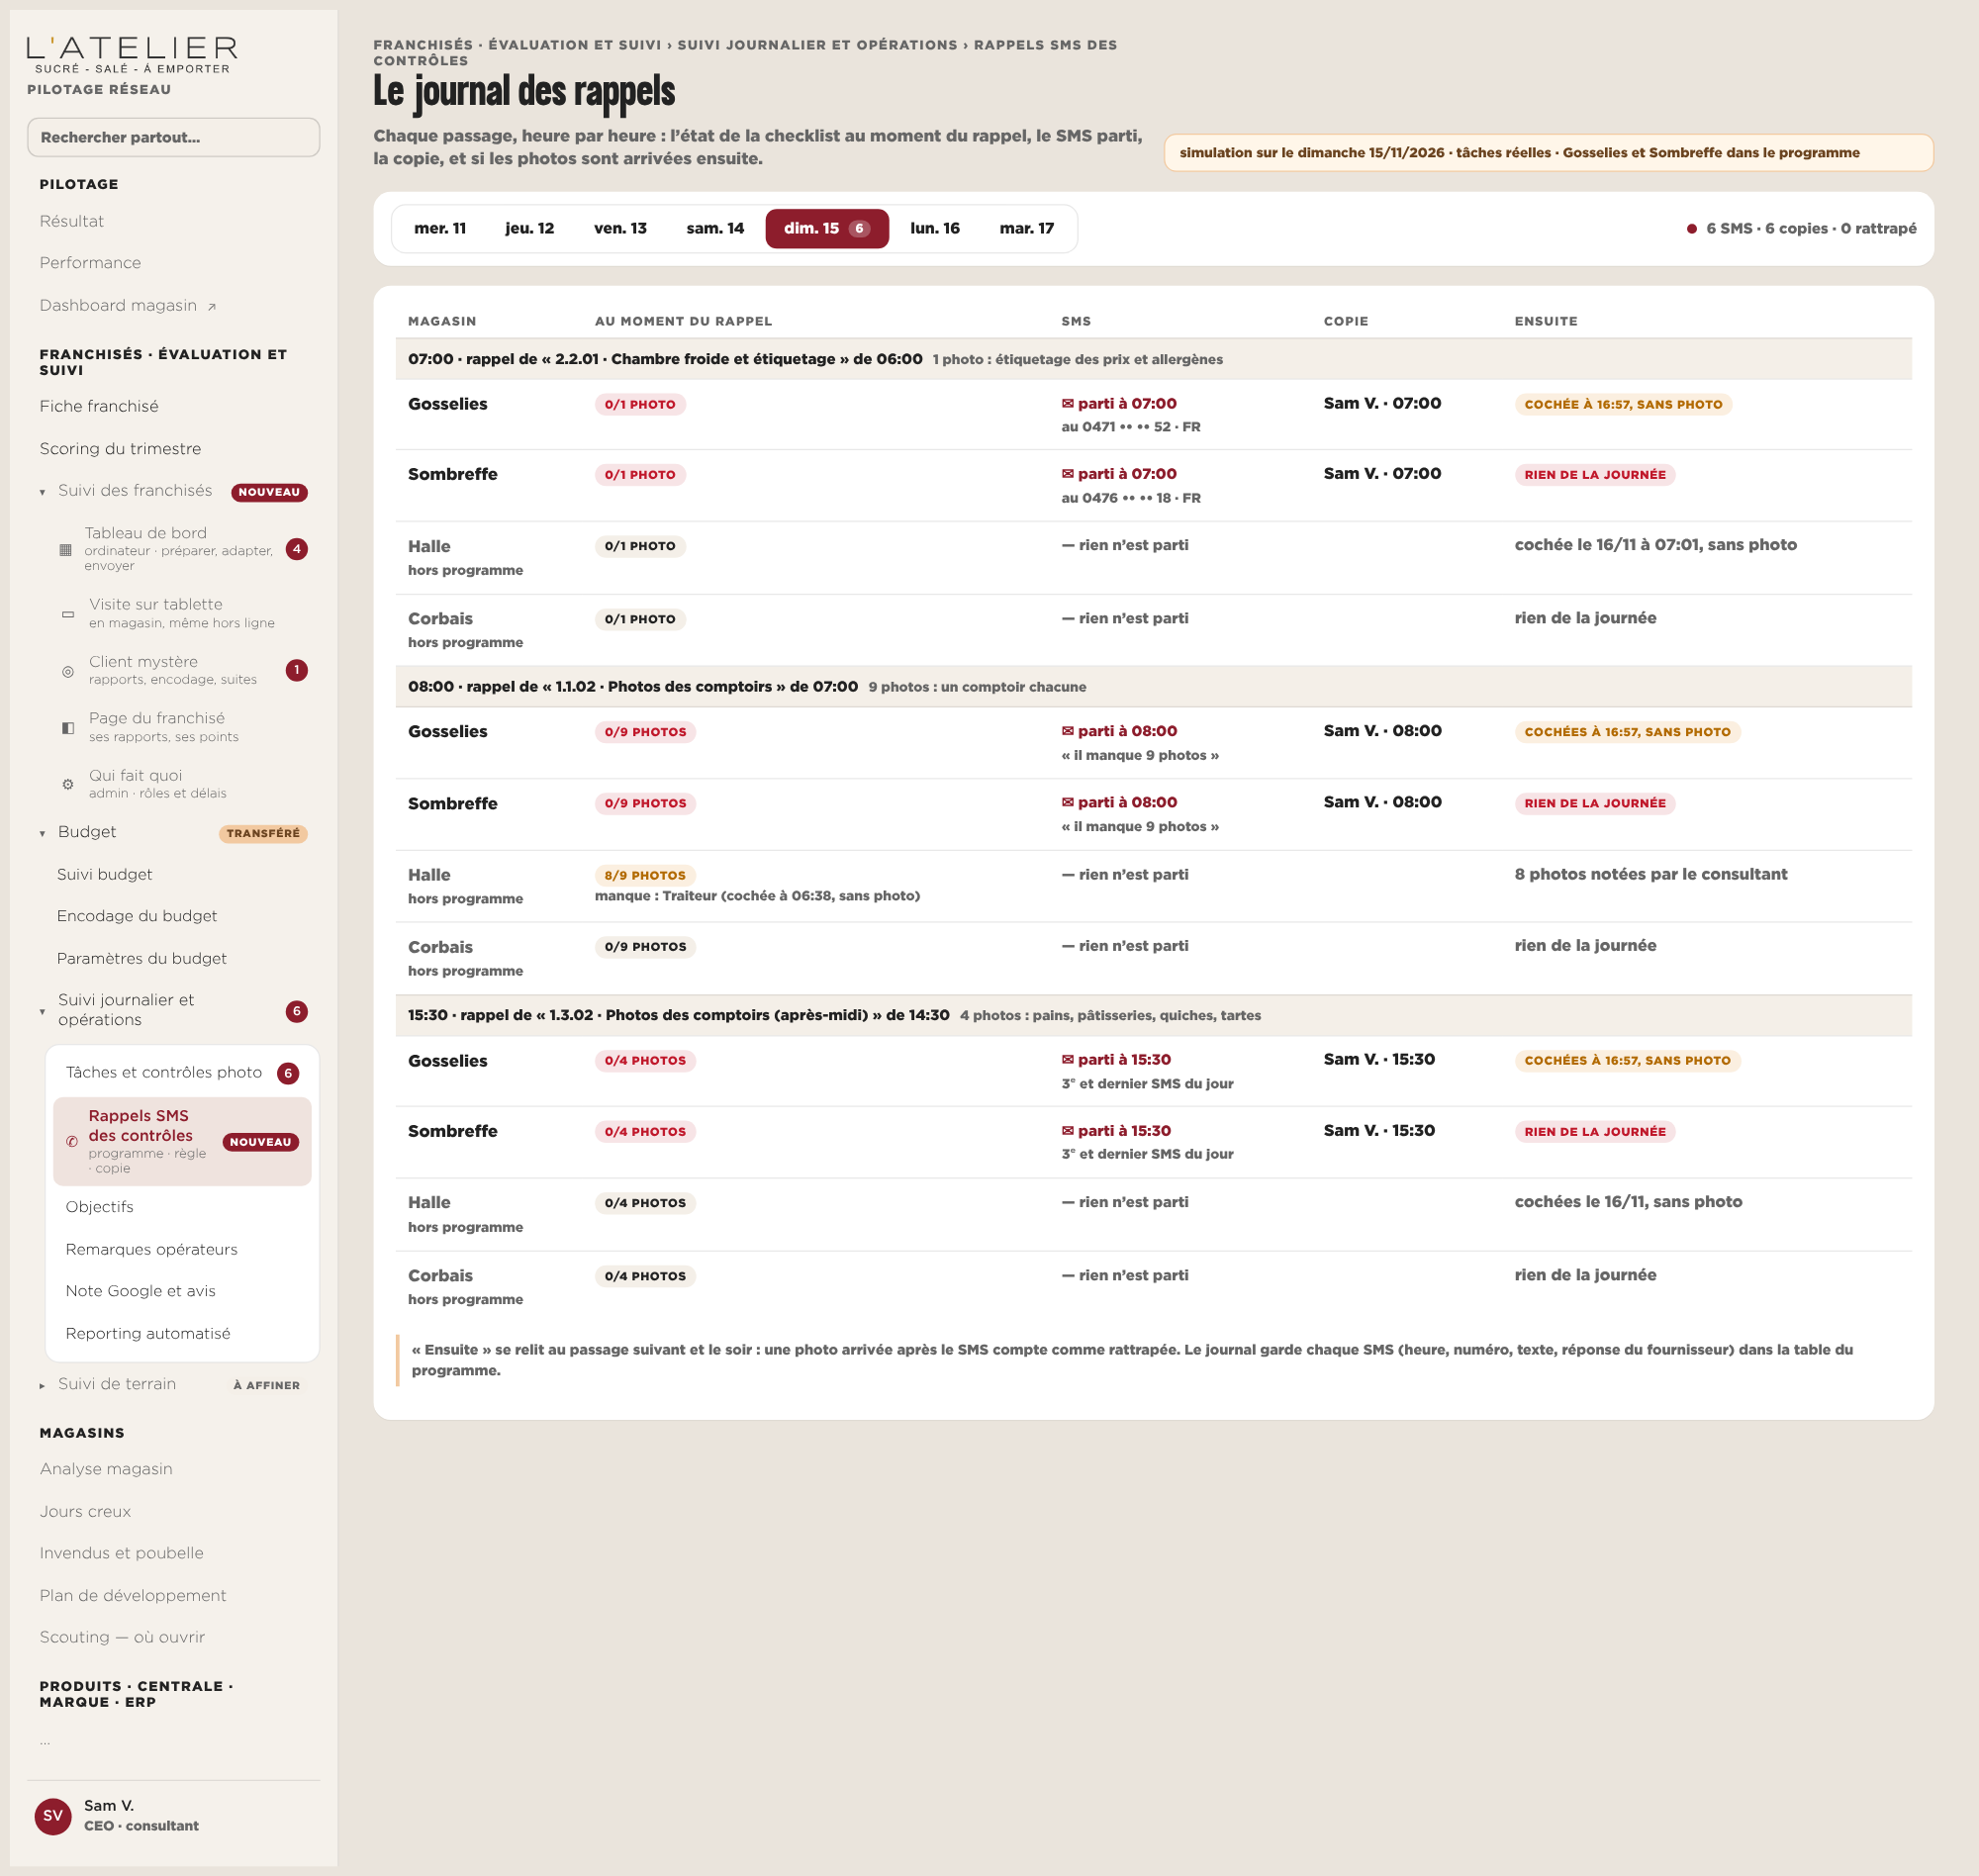 L'ATELIER
SUCRÉ - SALÉ - Á EMPORTER
PILOTAGE RÉSEAU
Rechercher partout...
PILOTAGE
Résultat
Performance
Dashboard magasin ↗
FRANCHISÉS · ÉVALUATION ET
SUIVI
Fiche franchisé
Scoring du trimestre
▾ Suivi des franchisés NOUVEAU
Tableau de bord
ordinateur · préparer, adapter,
envoyer
4
Visite sur tablette
en magasin, même hors ligne
Client mystère
rapports, encodage, suites
1
Page du franchisé
ses rapports, ses points
Qui fait quoi
admin · rôles et délais
▾ Budget TRANSFÉRÉ
Suivi budget
Encodage du budget
Paramètres du budget
▾ Suivi journalier et
opérations
6
Tâches et contrôles photo 6
Rappels SMS
des contrôles
programme · règle
· copie
NOUVEAU
Objectifs
Remarques opérateurs
Note Google et avis
Reporting automatisé
▸ Suivi de terrain À AFFINER
MAGASINS
Analyse magasin
Jours creux
Invendus et poubelle
Plan de développement
Scouting — où ouvrir
PRODUITS · CENTRALE ·
MARQUE · ERP
...
SV
Sam V.
CEO · consultant
FRANCHISÉS · ÉVALUATION ET SUIVI › SUIVI JOURNALIER ET OPÉRATIONS › RAPPELS SMS DES
CONTRÔLES
Le journal des rappels
Chaque passage, heure par heure : l’état de la checklist au moment du rappel, le SMS parti,
la copie, et si les photos sont arrivées ensuite.
simulation sur le dimanche 15/11/2026 · tâches réelles · Gosselies et Sombreffe dans le programme
mer. 11 jeu. 12 ven. 13 sam. 14 dim. 15 6 lun. 16 mar. 17
6 SMS · 6 copies · 0 rattrapé
MAGASIN AU MOMENT DU RAPPEL SMS COPIE ENSUITE
07:00 · rappel de « 2.2.01 · Chambre froide et étiquetage » de 06:00 1 photo : étiquetage des prix et allergènes
Gosselies 0/1 PHOTO ✉ parti à 07:00 Sam V. · 07:00 COCHÉE À 16:57, SANS PHOTO
au 0471 •• •• 52 · FR
Sombreffe 0/1 PHOTO ✉ parti à 07:00 Sam V. · 07:00 RIEN DE LA JOURNÉE
au 0476 •• •• 18 · FR
Halle 0/1 PHOTO — rien n’est parti cochée le 16/11 à 07:01, sans photo
hors programme
Corbais 0/1 PHOTO — rien n’est parti rien de la journée
hors programme
08:00 · rappel de « 1.1.02 · Photos des comptoirs » de 07:00 9 photos : un comptoir chacune
Gosselies 0/9 PHOTOS ✉ parti à 08:00 Sam V. · 08:00 COCHÉES À 16:57, SANS PHOTO
« il manque 9 photos »
Sombreffe 0/9 PHOTOS ✉ parti à 08:00 Sam V. · 08:00 RIEN DE LA JOURNÉE
« il manque 9 photos »
Halle 8/9 PHOTOS — rien n’est parti 8 photos notées par le consultant
hors programme manque : Traiteur (cochée à 06:38, sans photo)
Corbais 0/9 PHOTOS — rien n’est parti rien de la journée
hors programme
15:30 · rappel de « 1.3.02 · Photos des comptoirs (après-midi) » de 14:30 4 photos : pains, pâtisseries, quiches, tartes
Gosselies 0/4 PHOTOS ✉ parti à 15:30 Sam V. · 15:30 COCHÉES À 16:57, SANS PHOTO
3ᵉ et dernier SMS du jour
Sombreffe 0/4 PHOTOS ✉ parti à 15:30 Sam V. · 15:30 RIEN DE LA JOURNÉE
3ᵉ et dernier SMS du jour
Halle 0/4 PHOTOS — rien n’est parti cochées le 16/11, sans photo
hors programme
Corbais 0/4 PHOTOS — rien n’est parti rien de la journée
hors programme
« Ensuite » se relit au passage suivant et le soir : une photo arrivée après le SMS compte comme rattrapée. Le journal garde chaque SMS (heure, numéro, texte, réponse du fournisseur) dans la table du
programme.